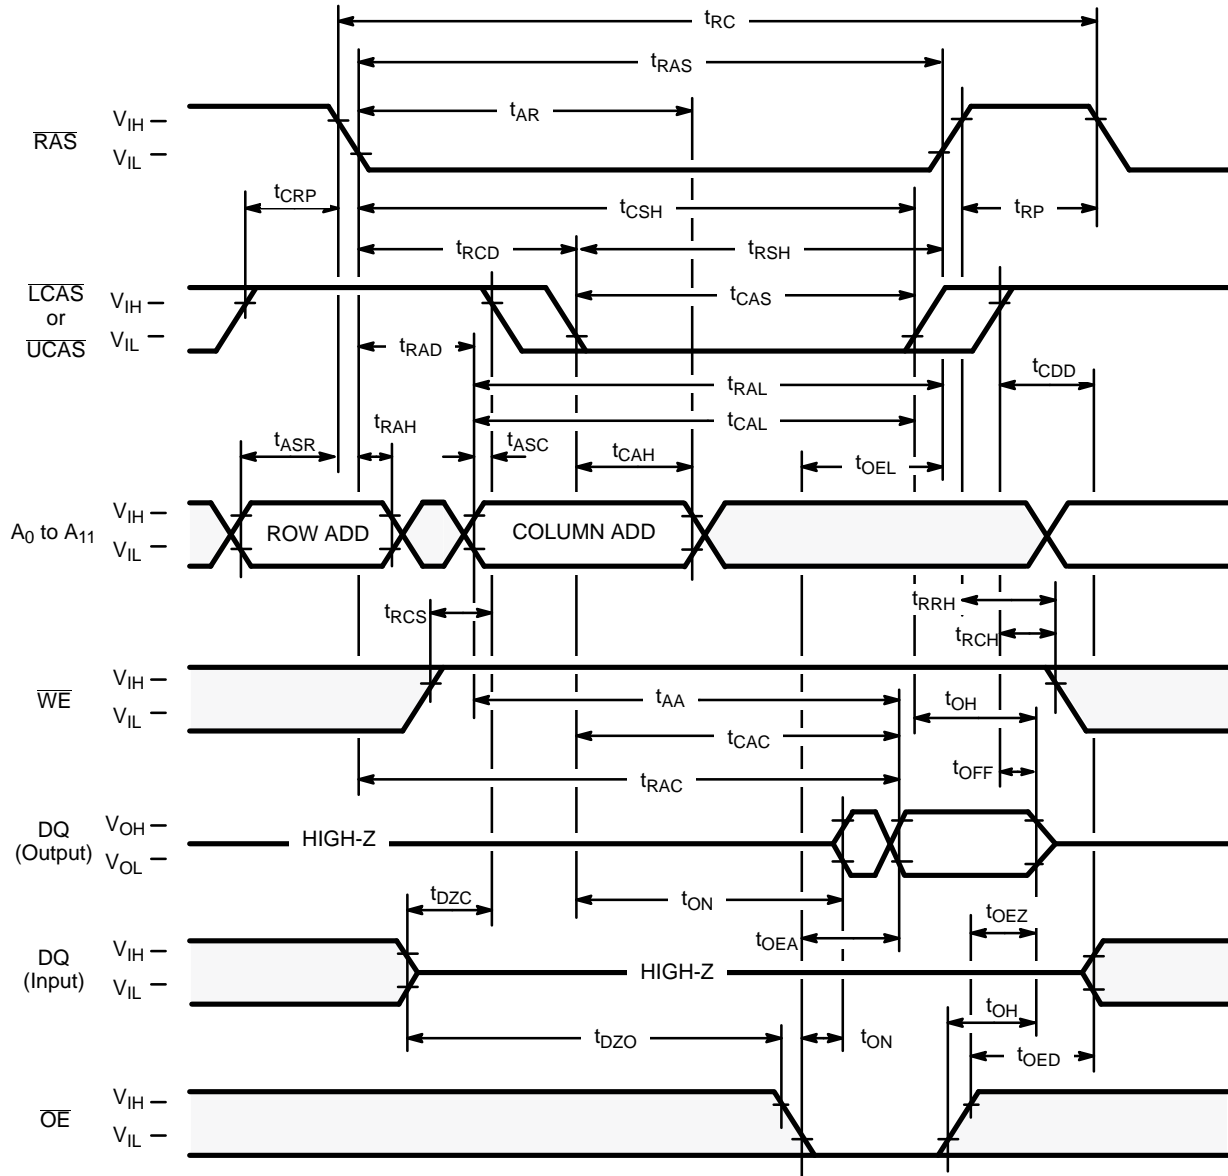 tRC
tRAS
tAR
RAS
VIH
VIL
tCRP
tCSH
tRP
tRCD
tRSH
LCAS
or
UCAS
VIH
VIL
tCAS
tRAD
tCDD
tRAL
tRAH
tCAL
tASR
tASC
tCAH
tOEL
A0 to A11
VIH
VIL
ROW ADD
COLUMN ADD
tRCS
tRRH
tRCH
WE
VIH
VIL
tAA
tOH
tCAC
tOFF
tRAC
DQ
(Output)
VOH
VOL
HIGH-Z
tDZC
tON
tOEZ
tOEA
DQ
(Input)
VIH
VIL
HIGH-Z
tOH
tDZO
tON
tOED
OE
VIH
VIL